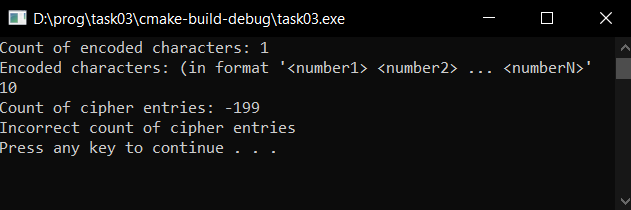 D:\prog\task03\cmake-build-debug\task03.exe
Count of encoded characters: 1
Encoded characters: (in format '<number1> <number2> ... <numberN>'
10
Count of cipher entries: -199
Incorrect count of cipher entries
Press any key to continue . . .